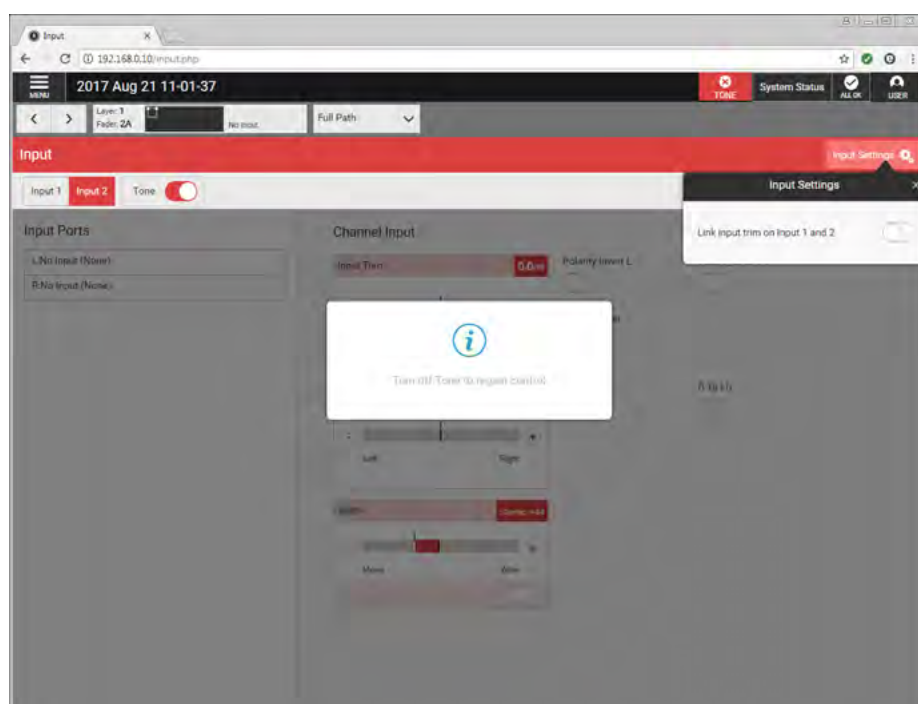 Input
192.168.0.10/input.php
MENU
2017 Aug 21 11-01-37
TONE
System Status
ALL OK
USER
Layer: 1
Fader: 2A
No input
Full Path
Input
Input Settings
Input 1
Input 2
Tone
Input Settings
Link input trim on Input 1 and 2
Input Ports
L:No Input (None)
R:No Input (None)
Channel Input
Input Trim
0.0
Polarity Invert L
Turn off Tone to regain control
Left
Right
Mono
Wide